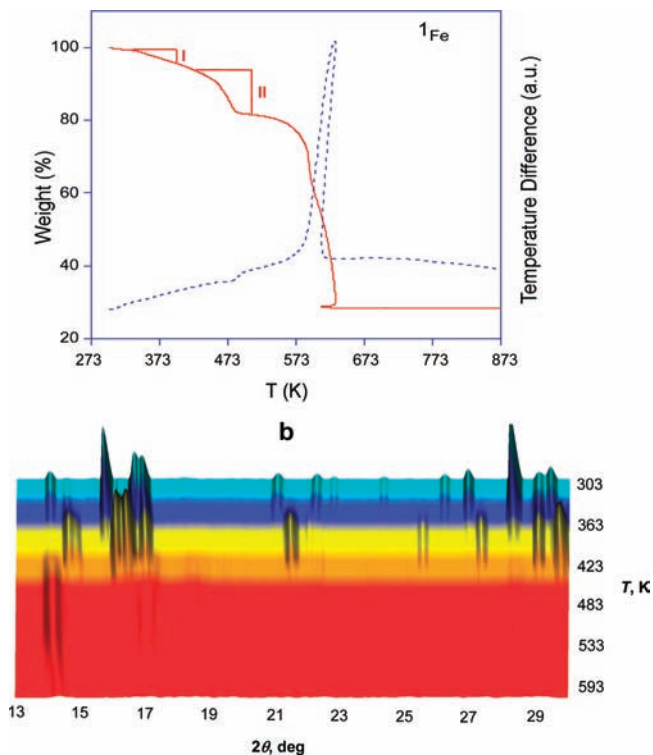 1Fe
100
80
60
40
20
Weight (%)
I
II
Temperature Difference (a.u.)
273 373 473 573 673 773 873
T (K)
b
303
363
423
483
533
593
T, K
13 15 17 19 21 23 25 27 29
2θ, deg